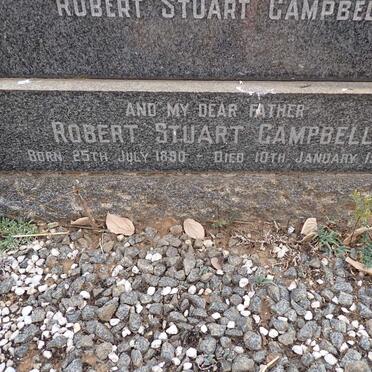 ROBERT STUART CAMPBELL
AND MY DEAR FATHER
ROBERT STUART CAMPBELL
BORN 25TH JULY 1890 - DIED 10TH JANUARY